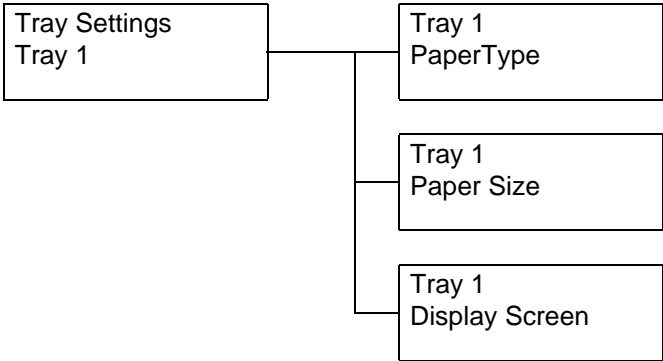 Tray Settings
Tray 1
Tray 1
PaperType
Tray 1
Paper Size
Tray 1
Display Screen